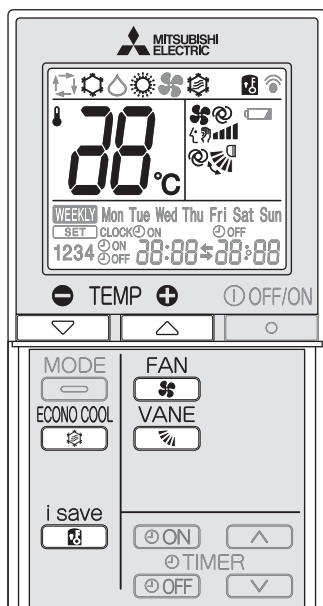 MITSUBISHI
ELECTRIC
88°C
WEEKLY Mon Tue Wed Thu Fri Sat Sun
SET CLOCK ON OFF
1234 ON 88:88 88:88
OFF
TEMP OFF/ON
MODE FAN
ECONO COOL VANE
i save
ON
TIMER
OFF